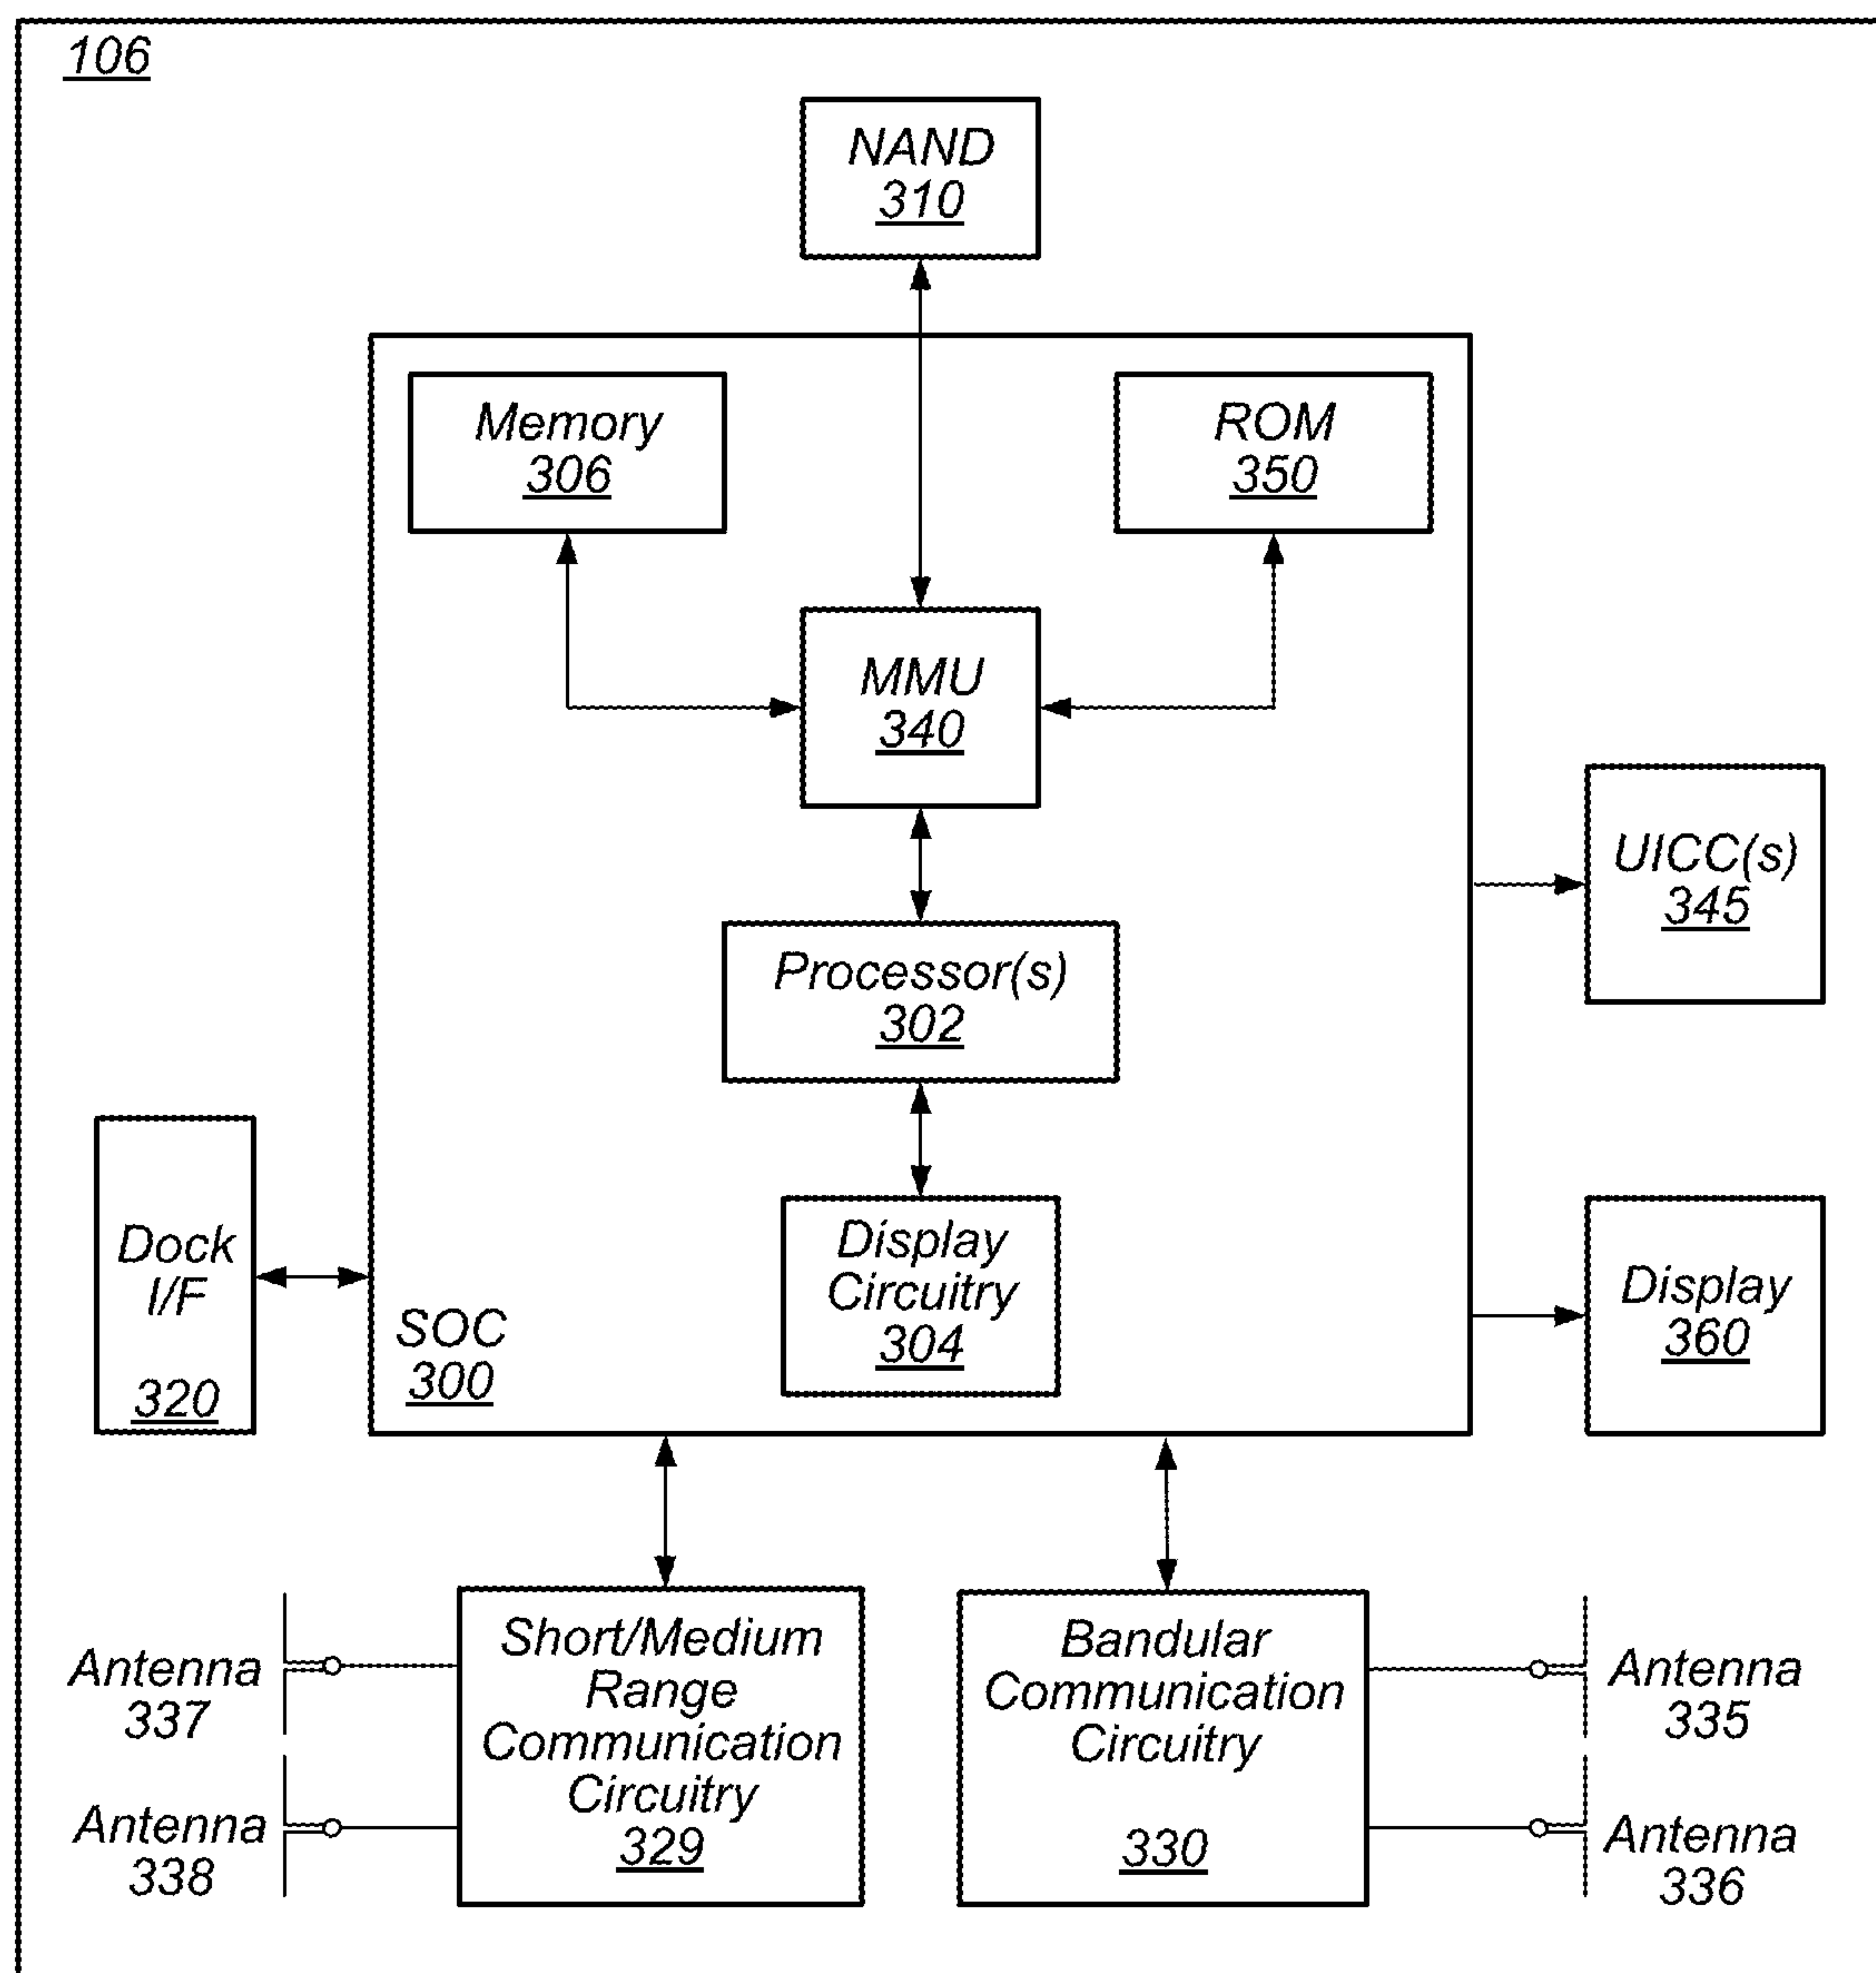 106
NAND
310
Memory
306
ROM
350
MMU
340
UICC(s)
345
Processor(s)
302
Dock
I/F
320
Display
Circuitry
304
SOC
300
Display
360
Short/Medium
Range
Communication
Circuitry
329
Bandular
Communication
Circuitry
330
Antenna
337
Antenna
338
Antenna
335
Antenna
336